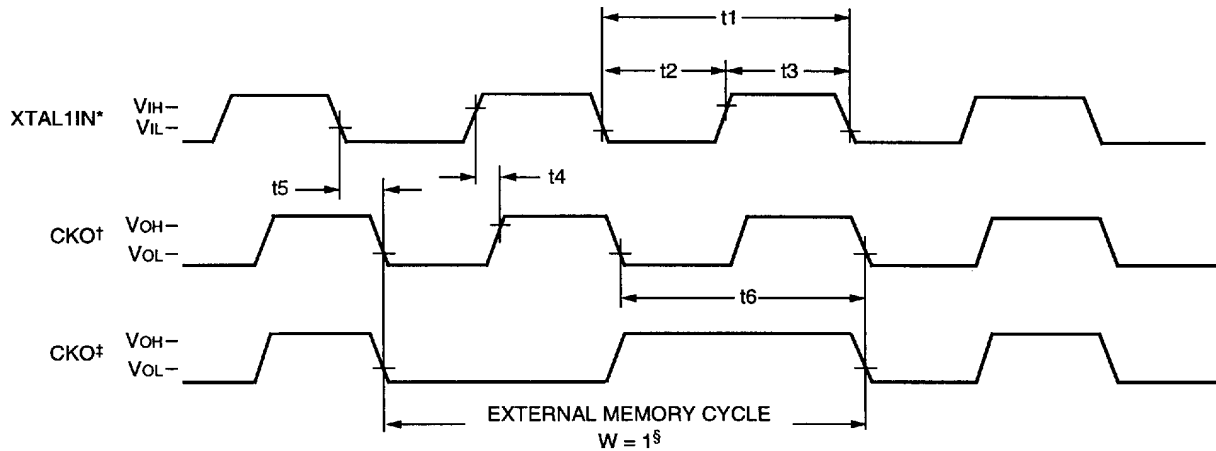 t1
t2
t3
XTAL1IN*
VIH
VIL
t5
t4
CKO†
VOH
VOL
t6
CKO‡
VOH
VOL
EXTERNAL MEMORY CYCLE
W = 1§